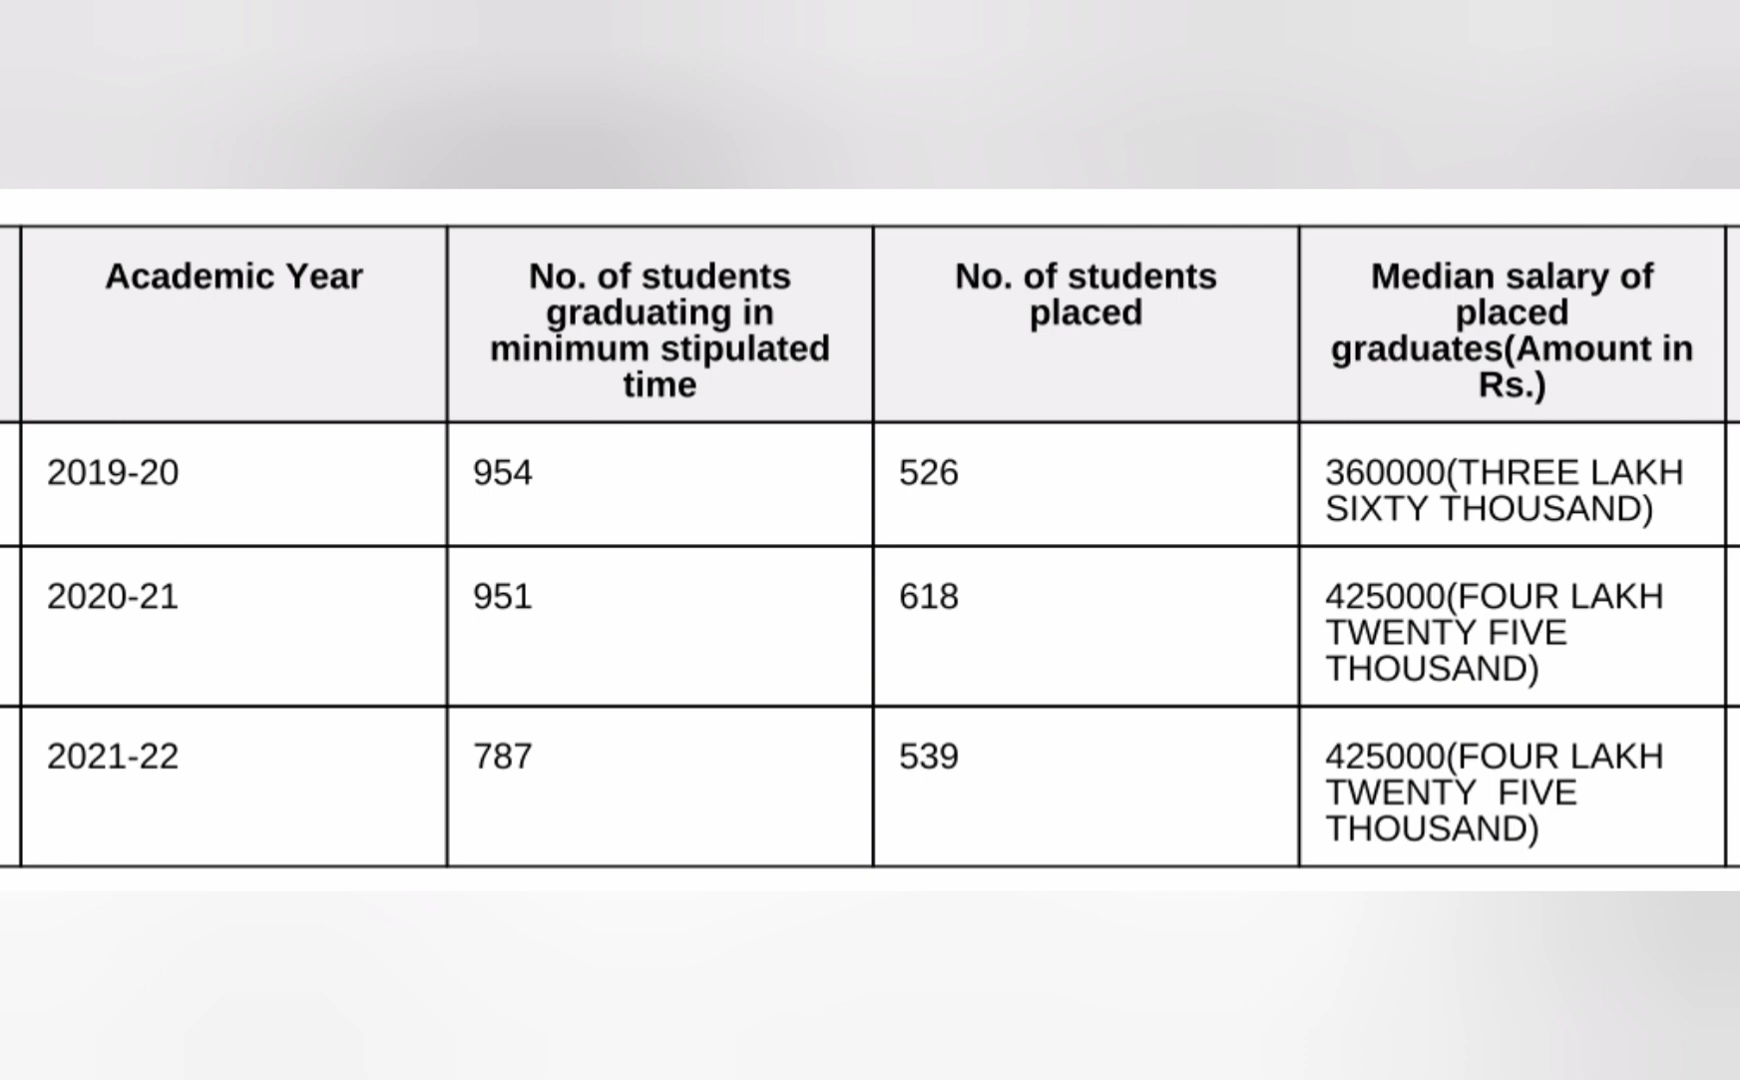 Academic Year
No. of students
graduating in
minimum stipulated
time
No. of students
placed
Median salary of
placed
graduates(Amount in
Rs.)
2019-20
954
526
360000(THREE LAKH
SIXTY THOUSAND)
2020-21
951
618
425000(FOUR LAKH
TWENTY FIVE
THOUSAND)
2021-22
787
539
425000(FOUR LAKH
TWENTY  FIVE
THOUSAND)